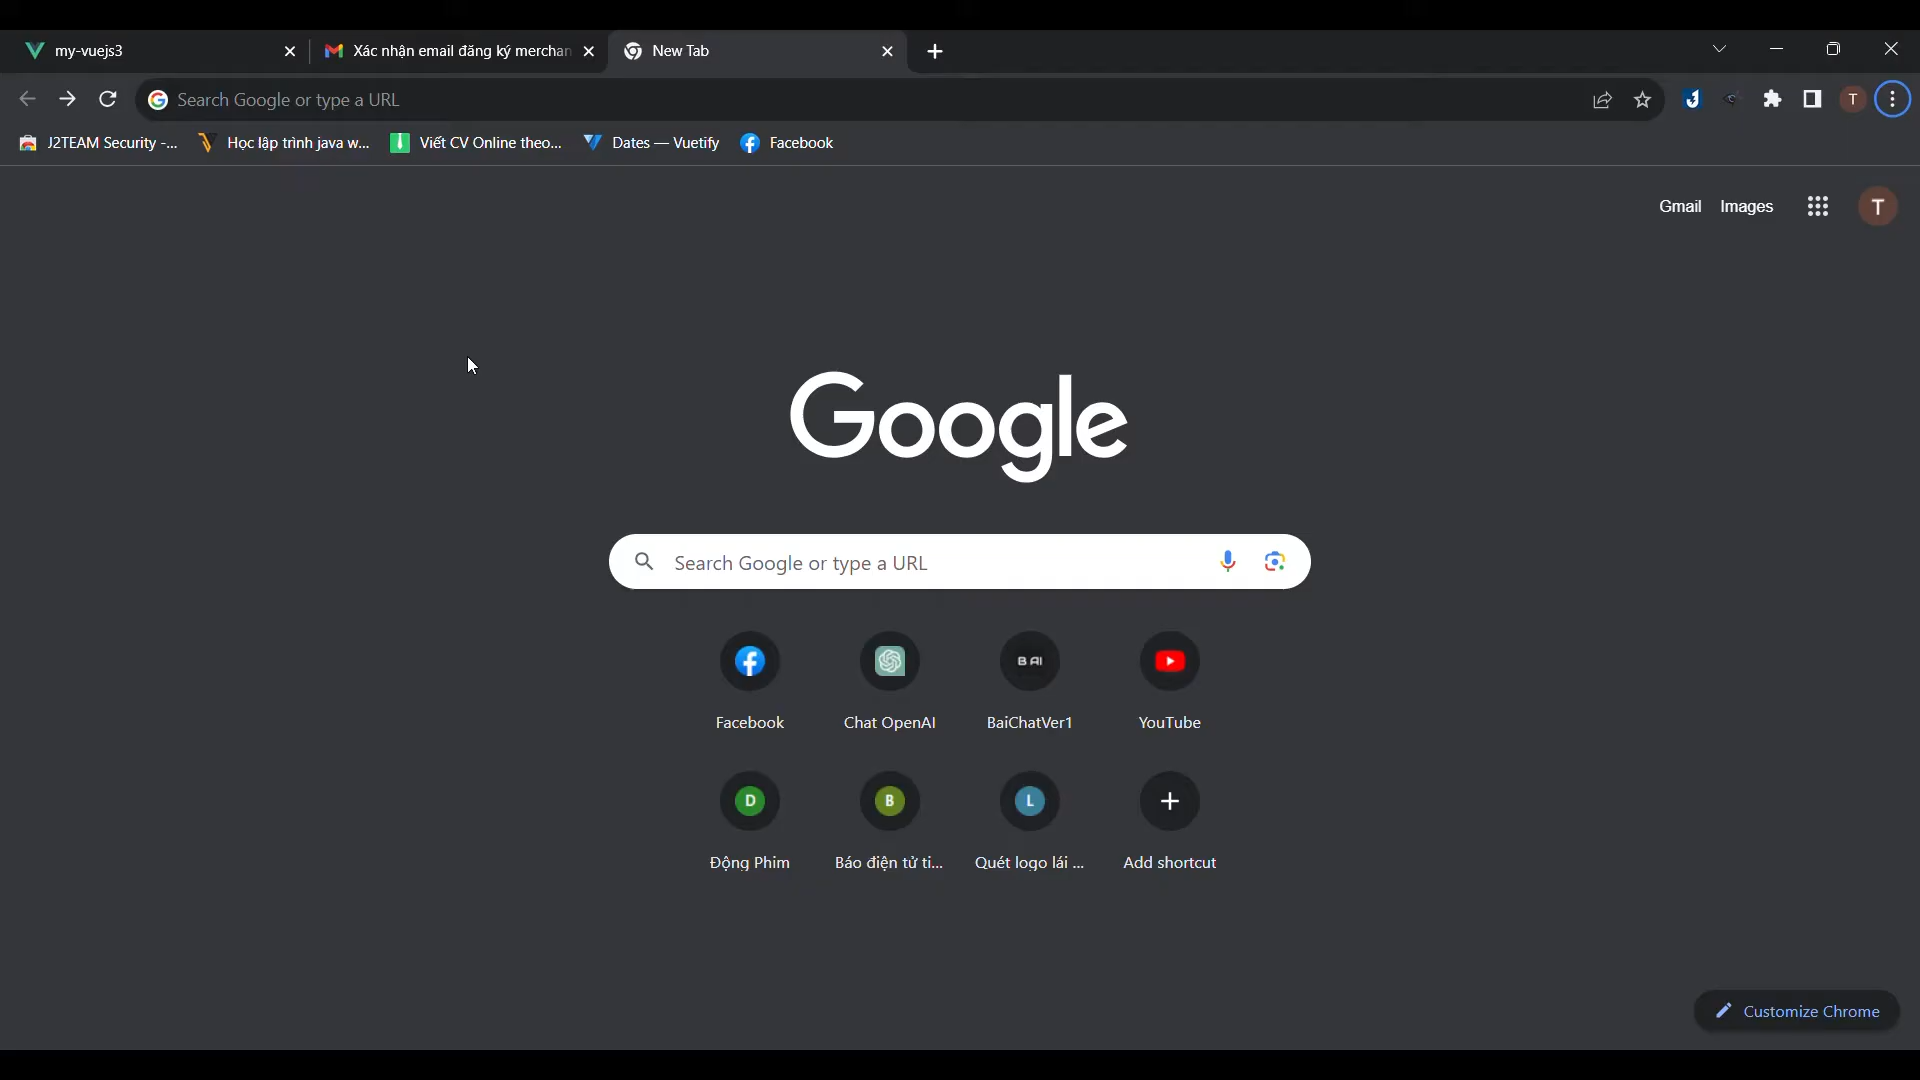 my-vuejs3
Xác nhận email đăng ký merchan
New Tab
Search Google or type a URL
T
J2TEAM Security -...
Học lập trình java w...
Viết CV Online theo...
Dates — Vuetify
Facebook
Gmail
Images
T
Google
Search Google or type a URL
B AI
Facebook
Chat OpenAI
BaiChatVer1
YouTube
D
B
L
Động Phim
Báo điện tử ti...
Quét logo lái ...
Add shortcut
Customize Chrome